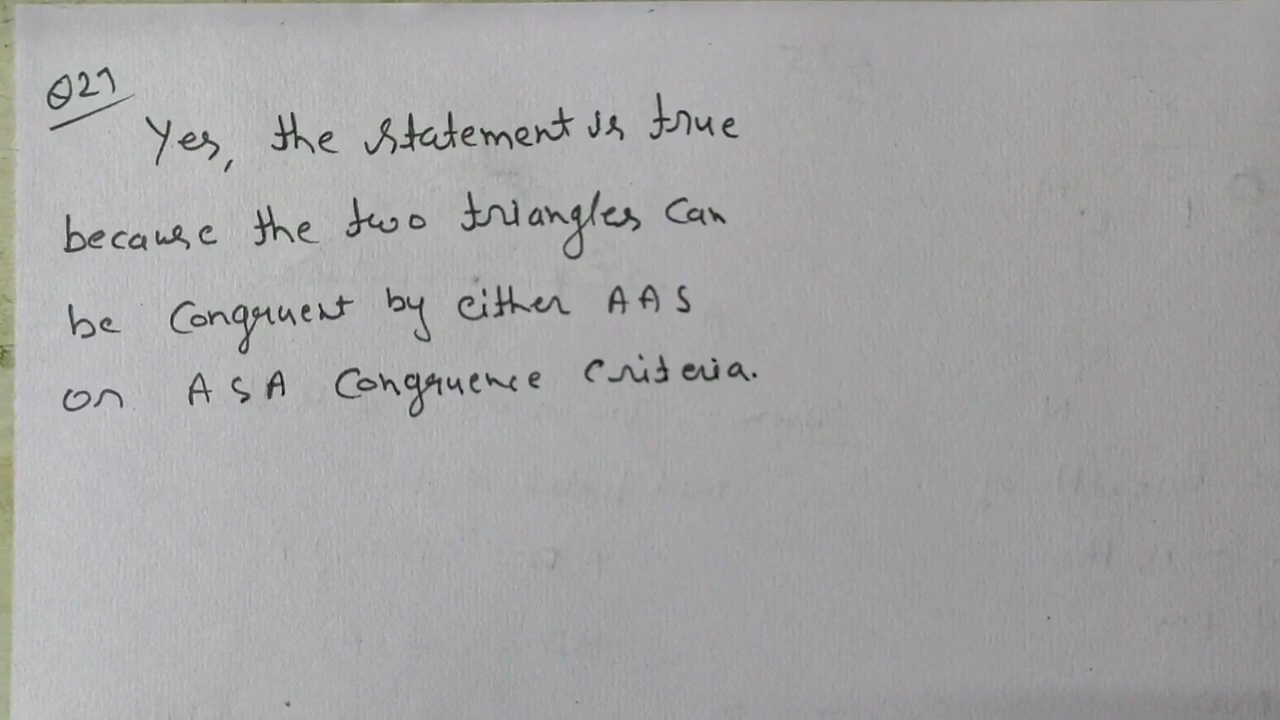 Q21
Yes, the statement is true
because the two triangles can
be congruent by either AAS
or ASA congruence criteria.